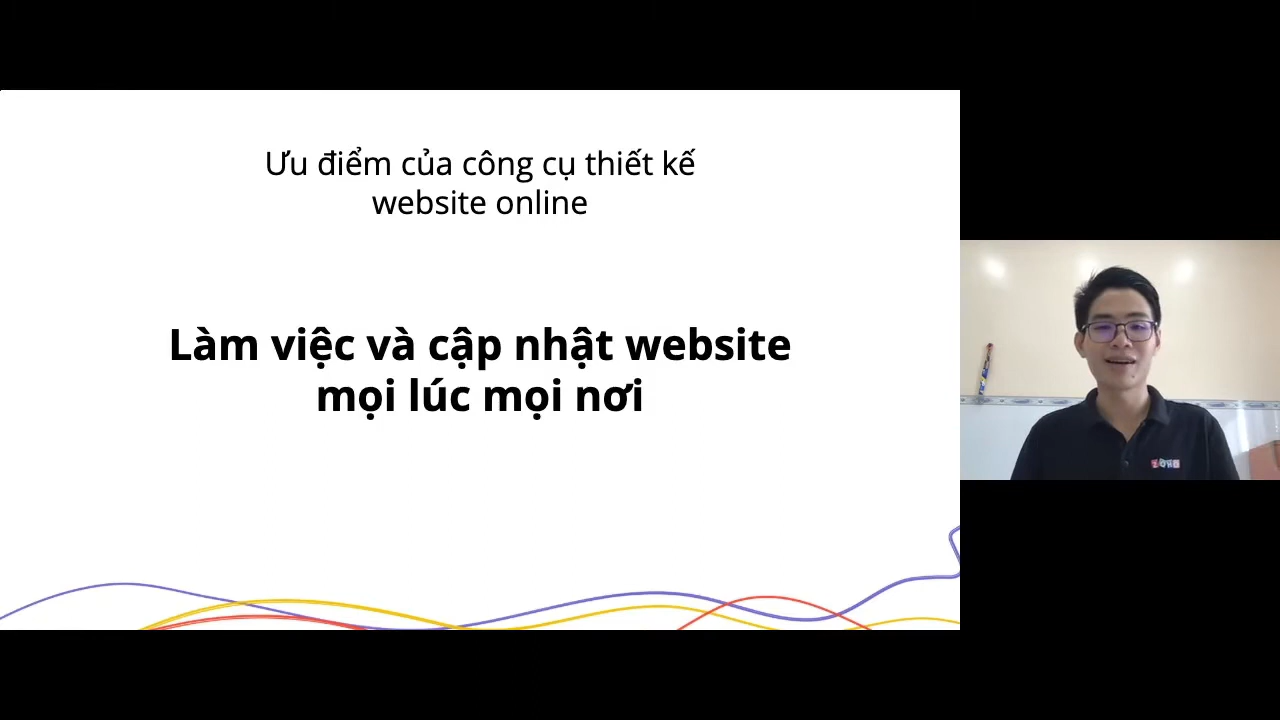 Ưu điểm của công cụ thiết kế
website online
Làm việc và cập nhật website
mọi lúc mọi nơi